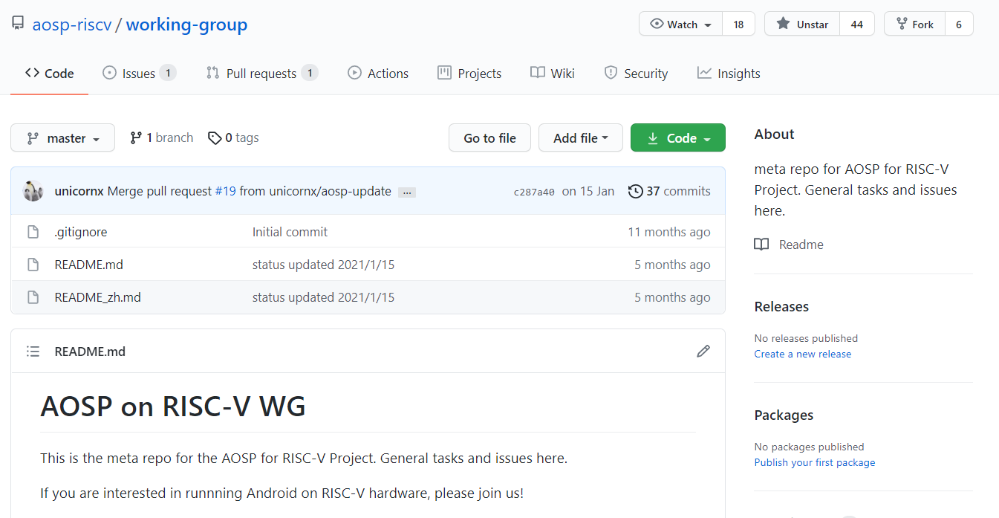 aosp-riscv / working-group
Watch 18 Unstar 44 Fork 6
Code Issues 1 Pull requests 1 Actions Projects Wiki Security Insights
master 1 branch 0 tags Go to file Add file Code
unicornx Merge pull request #19 from unicornx/aosp-update ... c287a40 on 15 Jan 37 commits
.gitignore Initial commit 11 months ago
README.md status updated 2021/1/15 5 months ago
README_zh.md status updated 2021/1/15 5 months ago
README.md
AOSP on RISC-V WG
This is the meta repo for the AOSP for RISC-V Project. General tasks and issues here.
If you are interested in runnning Android on RISC-V hardware, please join us!
About
meta repo for AOSP for RISC-V
Project. General tasks and issues
here.
Readme
Releases
No releases published
Create a new release
Packages
No packages published
Publish your first package